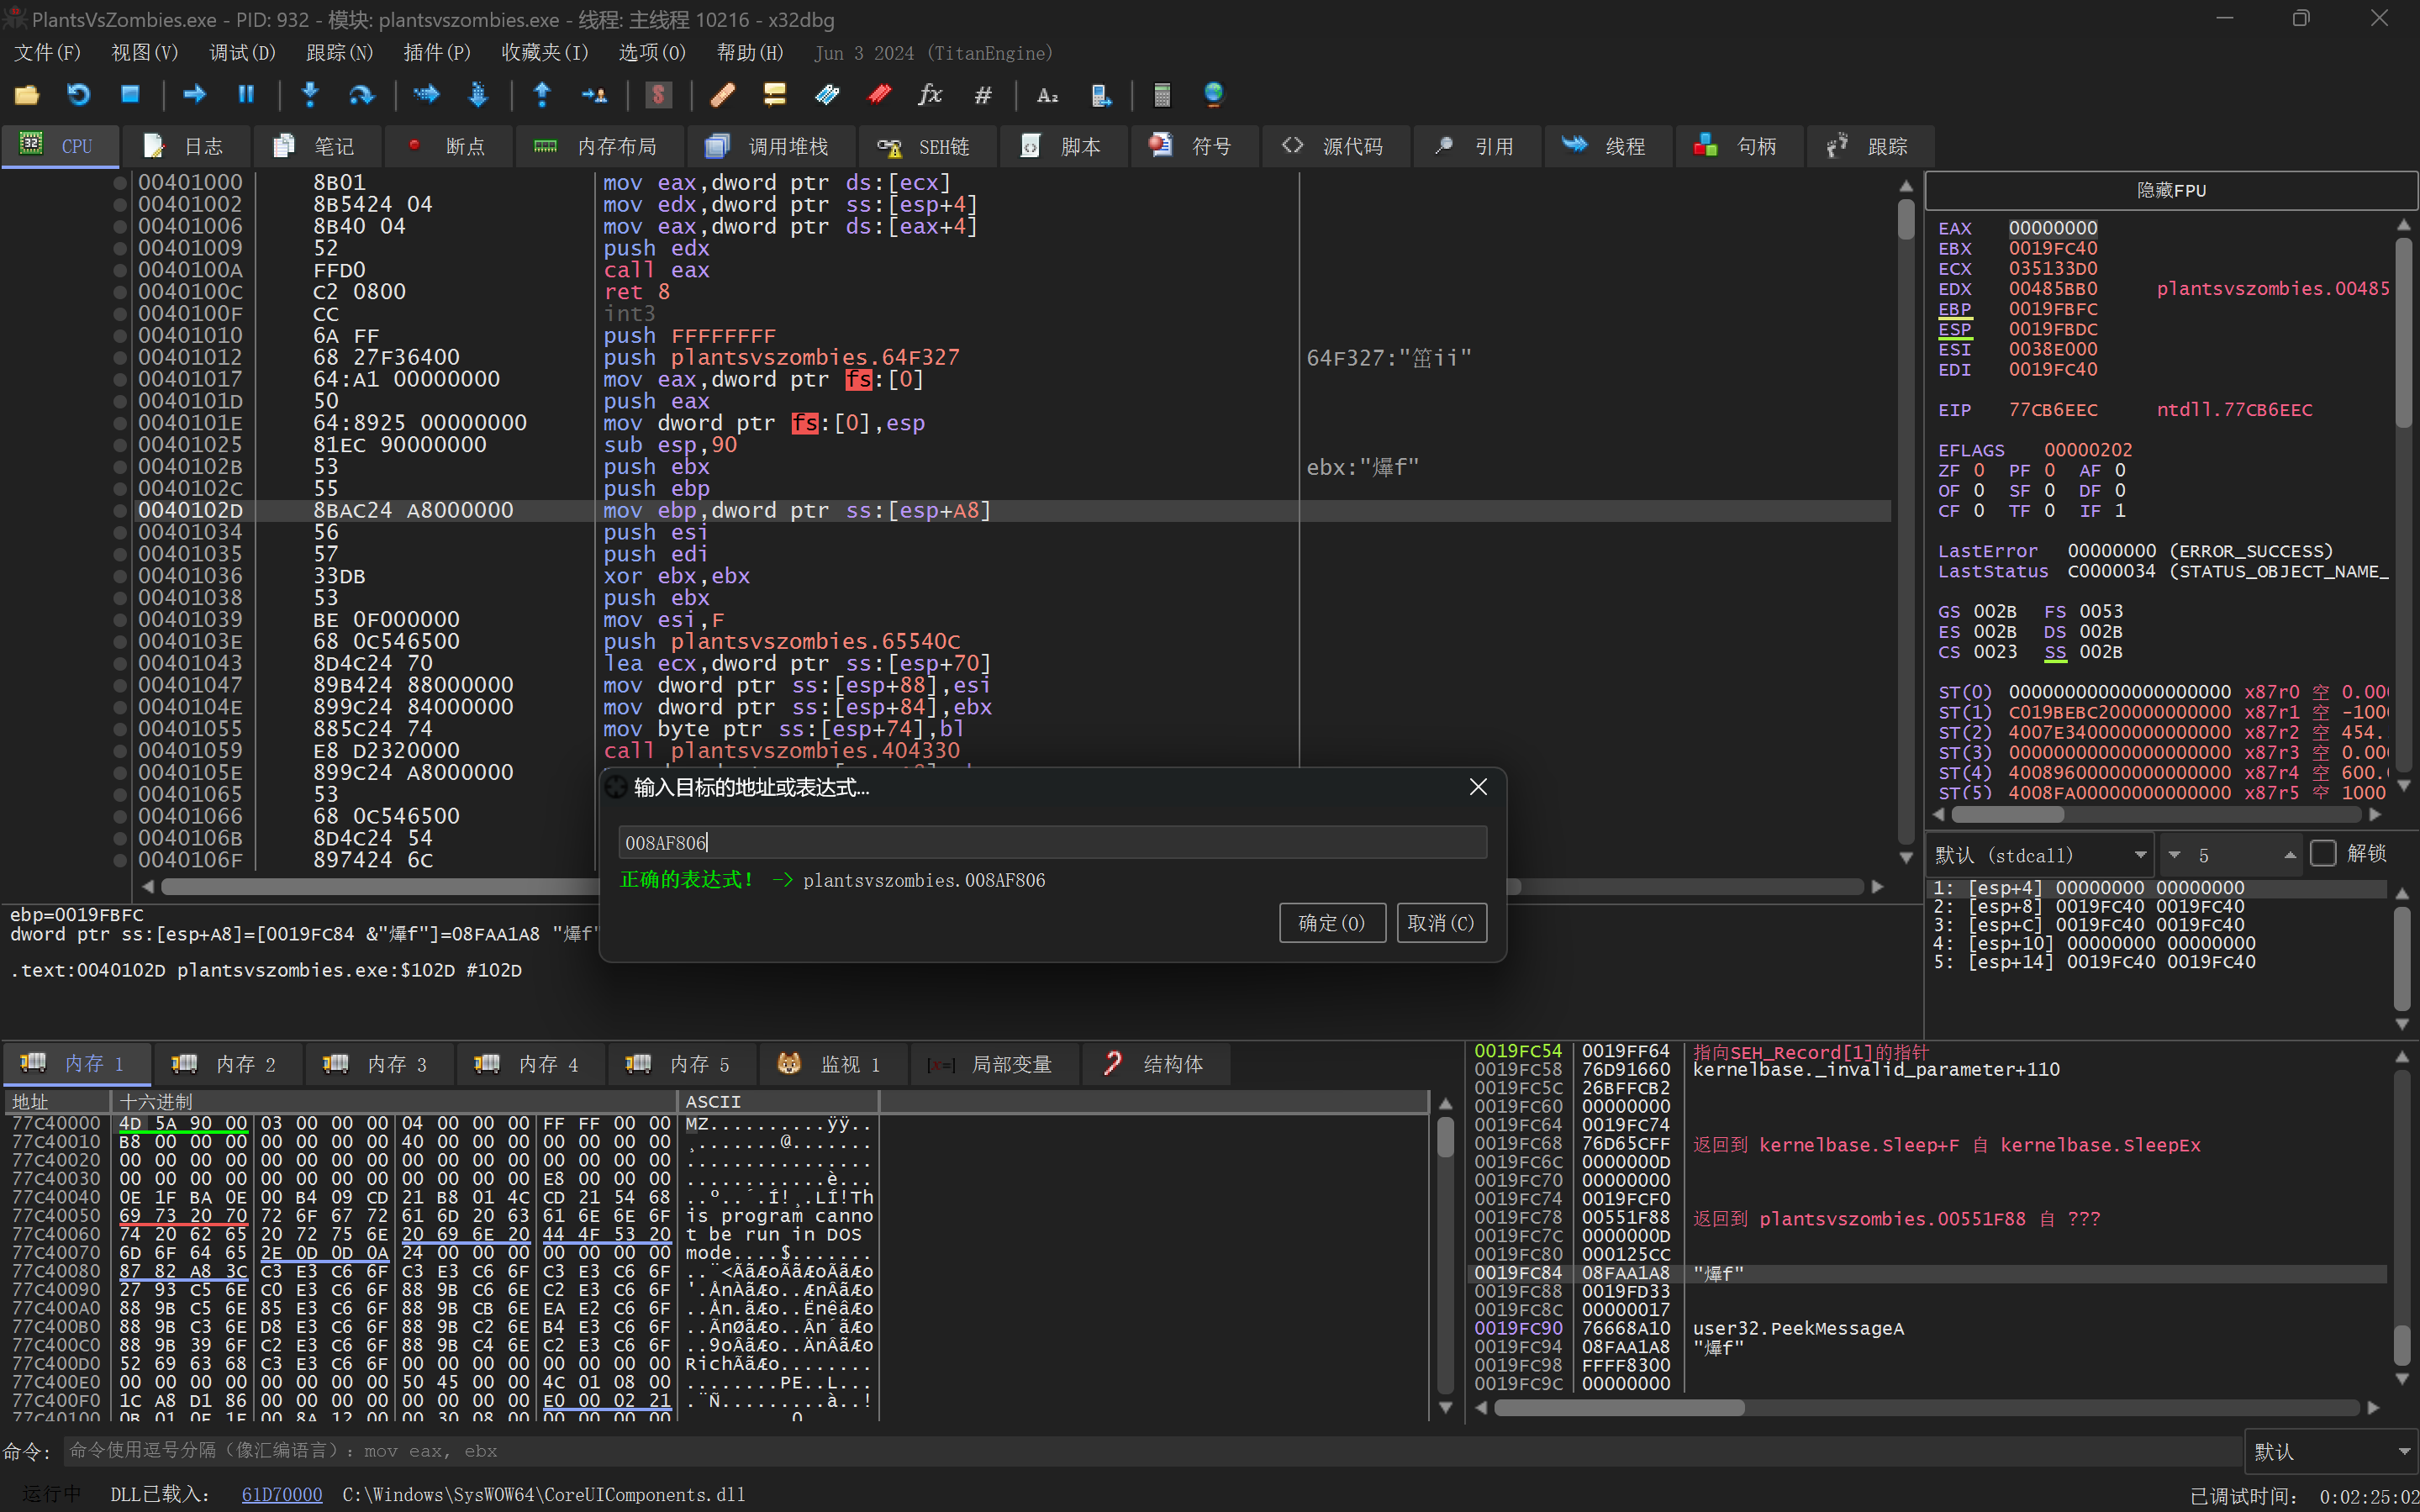 PlantsVsZombies.exe - PID: 932 - 模块: plantsvszombies.exe - 线程: 主线程 10216 - x32dbg
文件(F) 视图(V) 调试(D) 跟踪(N) 插件(P) 收藏夹(I) 选项(O) 帮助(H) Jun 3 2024 (TitanEngine)
CPU 日志 笔记 断点 内存布局 调用堆栈 SEH链 脚本 符号 源代码 引用 线程 句柄 跟踪
00401000 8B01 mov eax,dword ptr ds:[ecx]
00401002 8B5424 04 mov edx,dword ptr ss:[esp+4]
00401006 8B40 04 mov eax,dword ptr ds:[eax+4]
00401009 52 push edx
0040100A FFD0 call eax
0040100C C2 0800 ret 8
0040100F CC int3
00401010 6A FF push FFFFFFFF
00401012 68 27F36400 push plantsvszombies.64F327 64F327:"笜ii"
00401017 64:A1 00000000 mov eax,dword ptr fs:[0]
0040101D 50 push eax
0040101E 64:8925 00000000 mov dword ptr fs:[0],esp
00401025 81EC 90000000 sub esp,90
0040102B 53 push ebx ebx:"爗f"
0040102C 55 push ebp
0040102D 8BAC24 A8000000 mov ebp,dword ptr ss:[esp+A8]
00401034 56 push esi
00401035 57 push edi
00401036 33DB xor ebx,ebx
00401038 53 push ebx
00401039 BE 0F000000 mov esi,F
0040103E 68 0C546500 push plantsvszombies.65540C
00401043 8D4C24 70 lea ecx,dword ptr ss:[esp+70]
00401047 89B424 88000000 mov dword ptr ss:[esp+88],esi
0040104E 899C24 84000000 mov dword ptr ss:[esp+84],ebx
00401055 885C24 74 mov byte ptr ss:[esp+74],bl
00401059 E8 D2320000 call plantsvszombies.404330
0040105E 899C24 A8000000
00401065 53
00401066 68 0C546500
0040106B 8D4C24 54
0040106F 897424 6C
输入目标的地址或表达式...
008AF806
正确的表达式! -> plantsvszombies.008AF806
确定(O) 取消(C)
ebp=0019FBFC
dword ptr ss:[esp+A8]=[0019FC84 &"爗f"]=08FAA1A8 "爗f"
.text:0040102D plantsvszombies.exe:$102D #102D
隐藏FPU
EAX 00000000
EBX 0019FC40
ECX 035133D0
EDX 00485BB0 plantsvszombies.00485
EBP 0019FBFC
ESP 0019FBDC
ESI 0038E000
EDI 0019FC40
EIP 77CB6EEC ntdll.77CB6EEC
EFLAGS 00000202
ZF 0 PF 0 AF 0
OF 0 SF 0 DF 0
CF 0 TF 0 IF 1
LastError 00000000 (ERROR_SUCCESS)
LastStatus C0000034 (STATUS_OBJECT_NAME_
GS 002B FS 0053
ES 002B DS 002B
CS 0023 SS 002B
ST(0) 00000000000000000000 x87r0 空 0.00
ST(1) C019BEBC200000000000 x87r1 空 -100
ST(2) 4007E340000000000000 x87r2 空 454.
ST(3) 00000000000000000000 x87r3 空 0.00
ST(4) 40089600000000000000 x87r4 空 600.
ST(5) 4008FA00000000000000 x87r5 空 1000
默认 (stdcall) 5 解锁
1: [esp+4] 00000000 00000000
2: [esp+8] 0019FC40 0019FC40
3: [esp+C] 0019FC40 0019FC40
4: [esp+10] 00000000 00000000
5: [esp+14] 0019FC40 0019FC40
内存 1 内存 2 内存 3 内存 4 内存 5 监视 1 [x=] 局部变量 结构体
地址 十六进制 ASCII
77C40000 4D 5A 90 00 03 00 00 00 04 00 00 00 FF FF 00 00 MZ..........ÿÿ..
77C40010 B8 00 00 00 00 00 00 00 40 00 00 00 00 00 00 00 ¸.......@.......
77C40020 00 00 00 00 00 00 00 00 00 00 00 00 00 00 00 00 ................
77C40030 00 00 00 00 00 00 00 00 00 00 00 00 E8 00 00 00 ............è...
77C40040 0E 1F BA 0E 00 B4 09 CD 21 B8 01 4C CD 21 54 68 ..º..´.Í!¸.LÍ!Th
77C40050 69 73 20 70 72 6F 67 72 61 6D 20 63 61 6E 6E 6F is program canno
77C40060 74 20 62 65 20 72 75 6E 20 69 6E 20 44 4F 53 20 t be run in DOS
77C40070 6D 6F 64 65 2E 0D 0D 0A 24 00 00 00 00 00 00 00 mode....$.......
77C40080 87 82 A8 3C C3 E3 C6 6F C3 E3 C6 6F C3 E3 C6 6F ..¨<ÃãÆoÃãÆoÃãÆo
77C40090 27 93 C5 6E C0 E3 C6 6F 88 9B C6 6E C2 E3 C6 6F '.ÅnÀãÆo..ÆnÂãÆo
77C400A0 88 9B C5 6E 85 E3 C6 6F 88 9B CB 6E EA E2 C6 6F ..Ån.ãÆo..ËnêâÆo
77C400B0 88 9B C3 6E D8 E3 C6 6F 88 9B C2 6E B4 E3 C6 6F ..ÃnØãÆo..Ân´ãÆo
77C400C0 88 9B 39 6F C2 E3 C6 6F 88 9B C4 6E C2 E3 C6 6F ..9oÂãÆo..ÄnÂãÆo
77C400D0 52 69 63 68 C3 E3 C6 6F 00 00 00 00 00 00 00 00 RichÃãÆo........
77C400E0 00 00 00 00 00 00 00 00 50 45 00 00 4C 01 08 00 ........PE..L...
77C400F0 1C A8 D1 86 00 00 00 00 00 00 00 00 E0 00 02 21 .¨Ñ.........à..!
77C40100 0B 01 0E 1E 00 8A 12 00 00 30 08 00 00 00 00 00
0019FC54 0019FF64 指向SEH_Record[1]的指针
0019FC58 76D91660 kernelbase._invalid_parameter+110
0019FC5C 26BFFCB2
0019FC60 00000000
0019FC64 0019FC74
0019FC68 76D65CFF 返回到 kernelbase.Sleep+F 自 kernelbase.SleepEx
0019FC6C 0000000D
0019FC70 00000000
0019FC74 0019FCF0
0019FC78 00551F88 返回到 plantsvszombies.00551F88 自 ???
0019FC7C 0000000D
0019FC80 000125CC
0019FC84 08FAA1A8 "爗f"
0019FC88 0019FD33
0019FC8C 00000017
0019FC90 76668A10 user32.PeekMessageA
0019FC94 08FAA1A8 "爗f"
0019FC98 FFFF8300
0019FC9C 00000000
命令: 命令使用逗号分隔（像汇编语言）: mov eax, ebx 默认
运行中 DLL已载入: 61D70000 C:\Windows\SysWOW64\CoreUIComponents.dll 已调试时间: 0:02:25:02